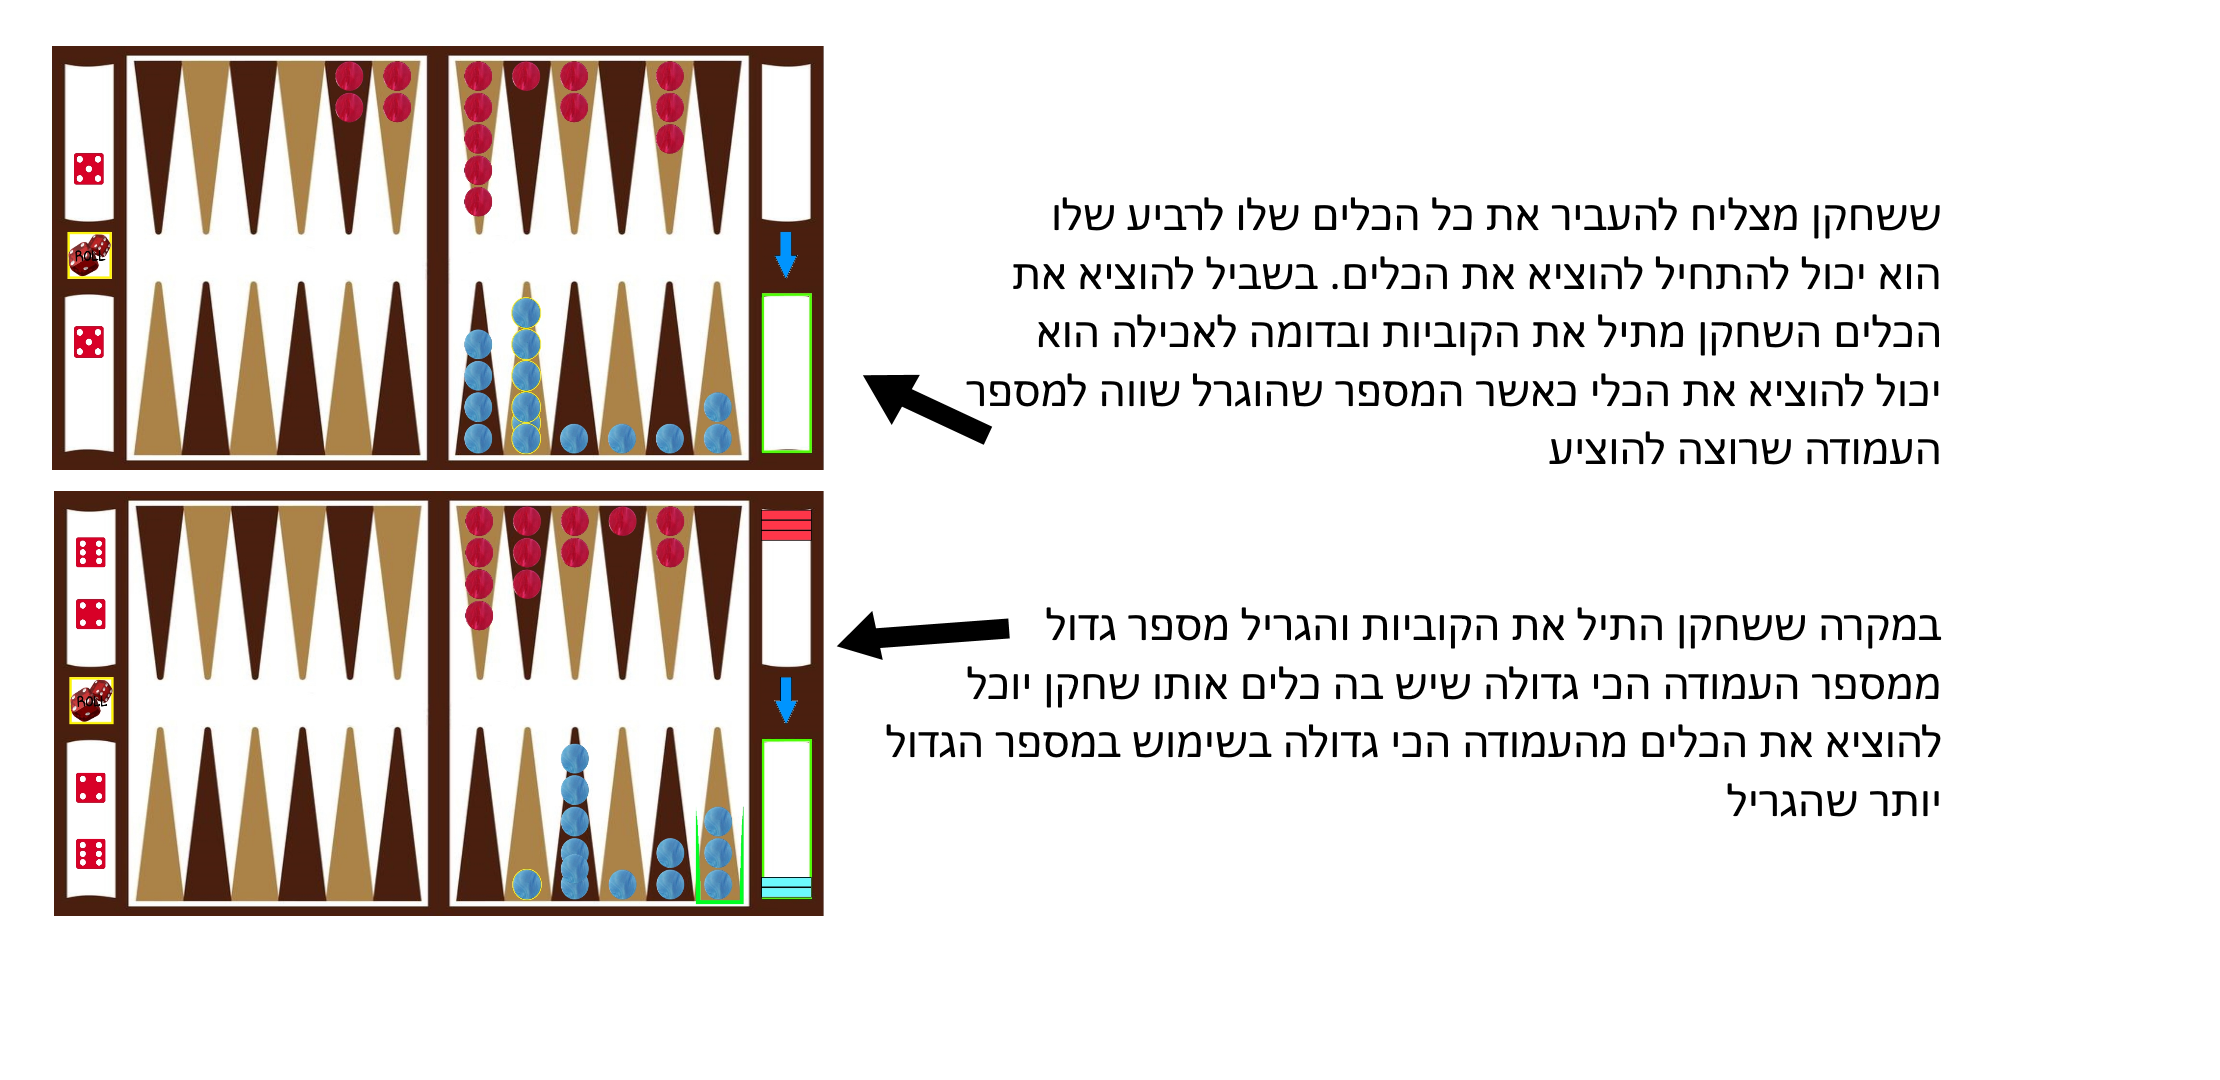 ששחקן מצליח להעביר את כל הכלים שלו לרביע שלו
הוא יכול להתחיל להוציא את הכלים. בשביל להוציא את
הכלים השחקן מתיל את הקוביות ובדומה לאכילה הוא
יכול להוציא את הכלי כאשר המספר שהוגרל שווה למספר
העמודה שרוצה להוציע
במקרה ששחקן התיל את הקוביות והגריל מספר גדול
ממספר העמודה הכי גדולה שיש בה כלים אותו שחקן יוכל
להוציא את הכלים מהעמודה הכי גדולה בשימוש במספר הגדול
יותר שהגריל
ROLL
ROLL